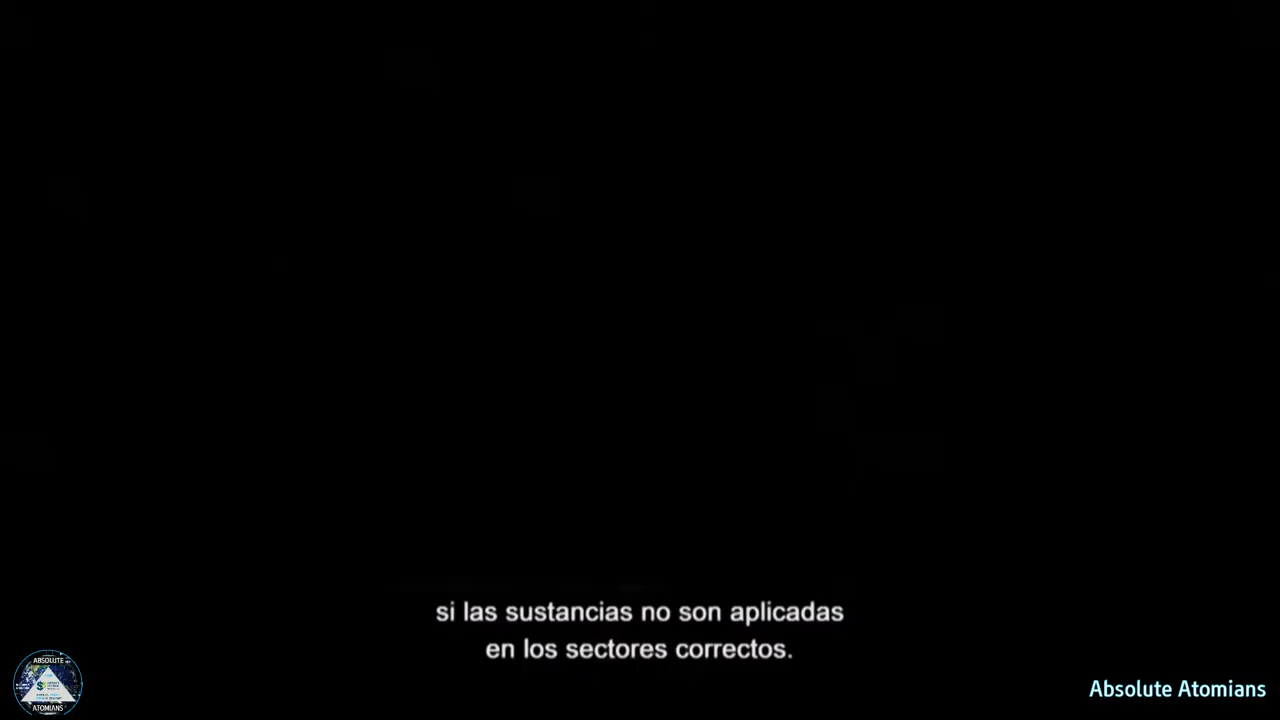 si las sustancias no son aplicadas
en los sectores correctos.
ABSOLUTE
ATOMIANS
Absolute Atomians